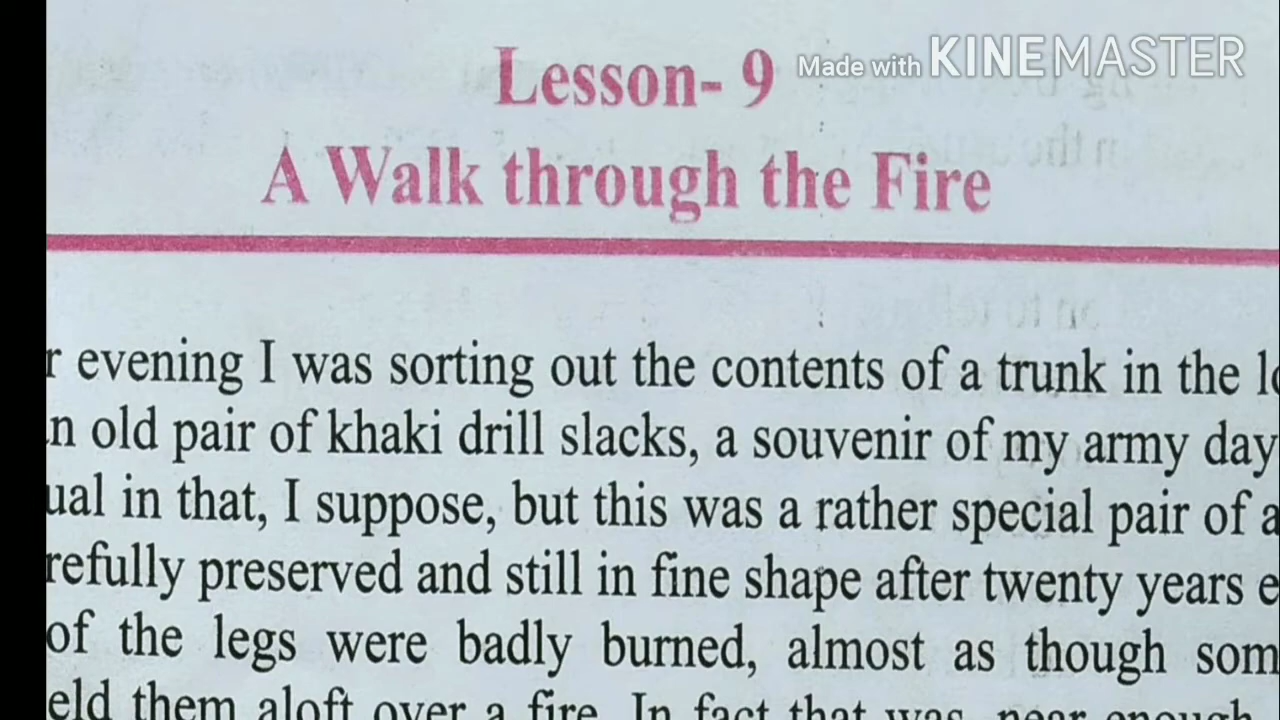 Lesson- 9
Made with KINEMASTER
A Walk through the Fire
r evening I was sorting out the contents of a trunk in the
n old pair of khaki drill slacks, a souvenir of my army day
ual in that, I suppose, but this was a rather special pair of a
refully preserved and still in fine shape after twenty years e
of the legs were badly burned, almost as though som
eld them aloft over a fire. In fact that was, near enough